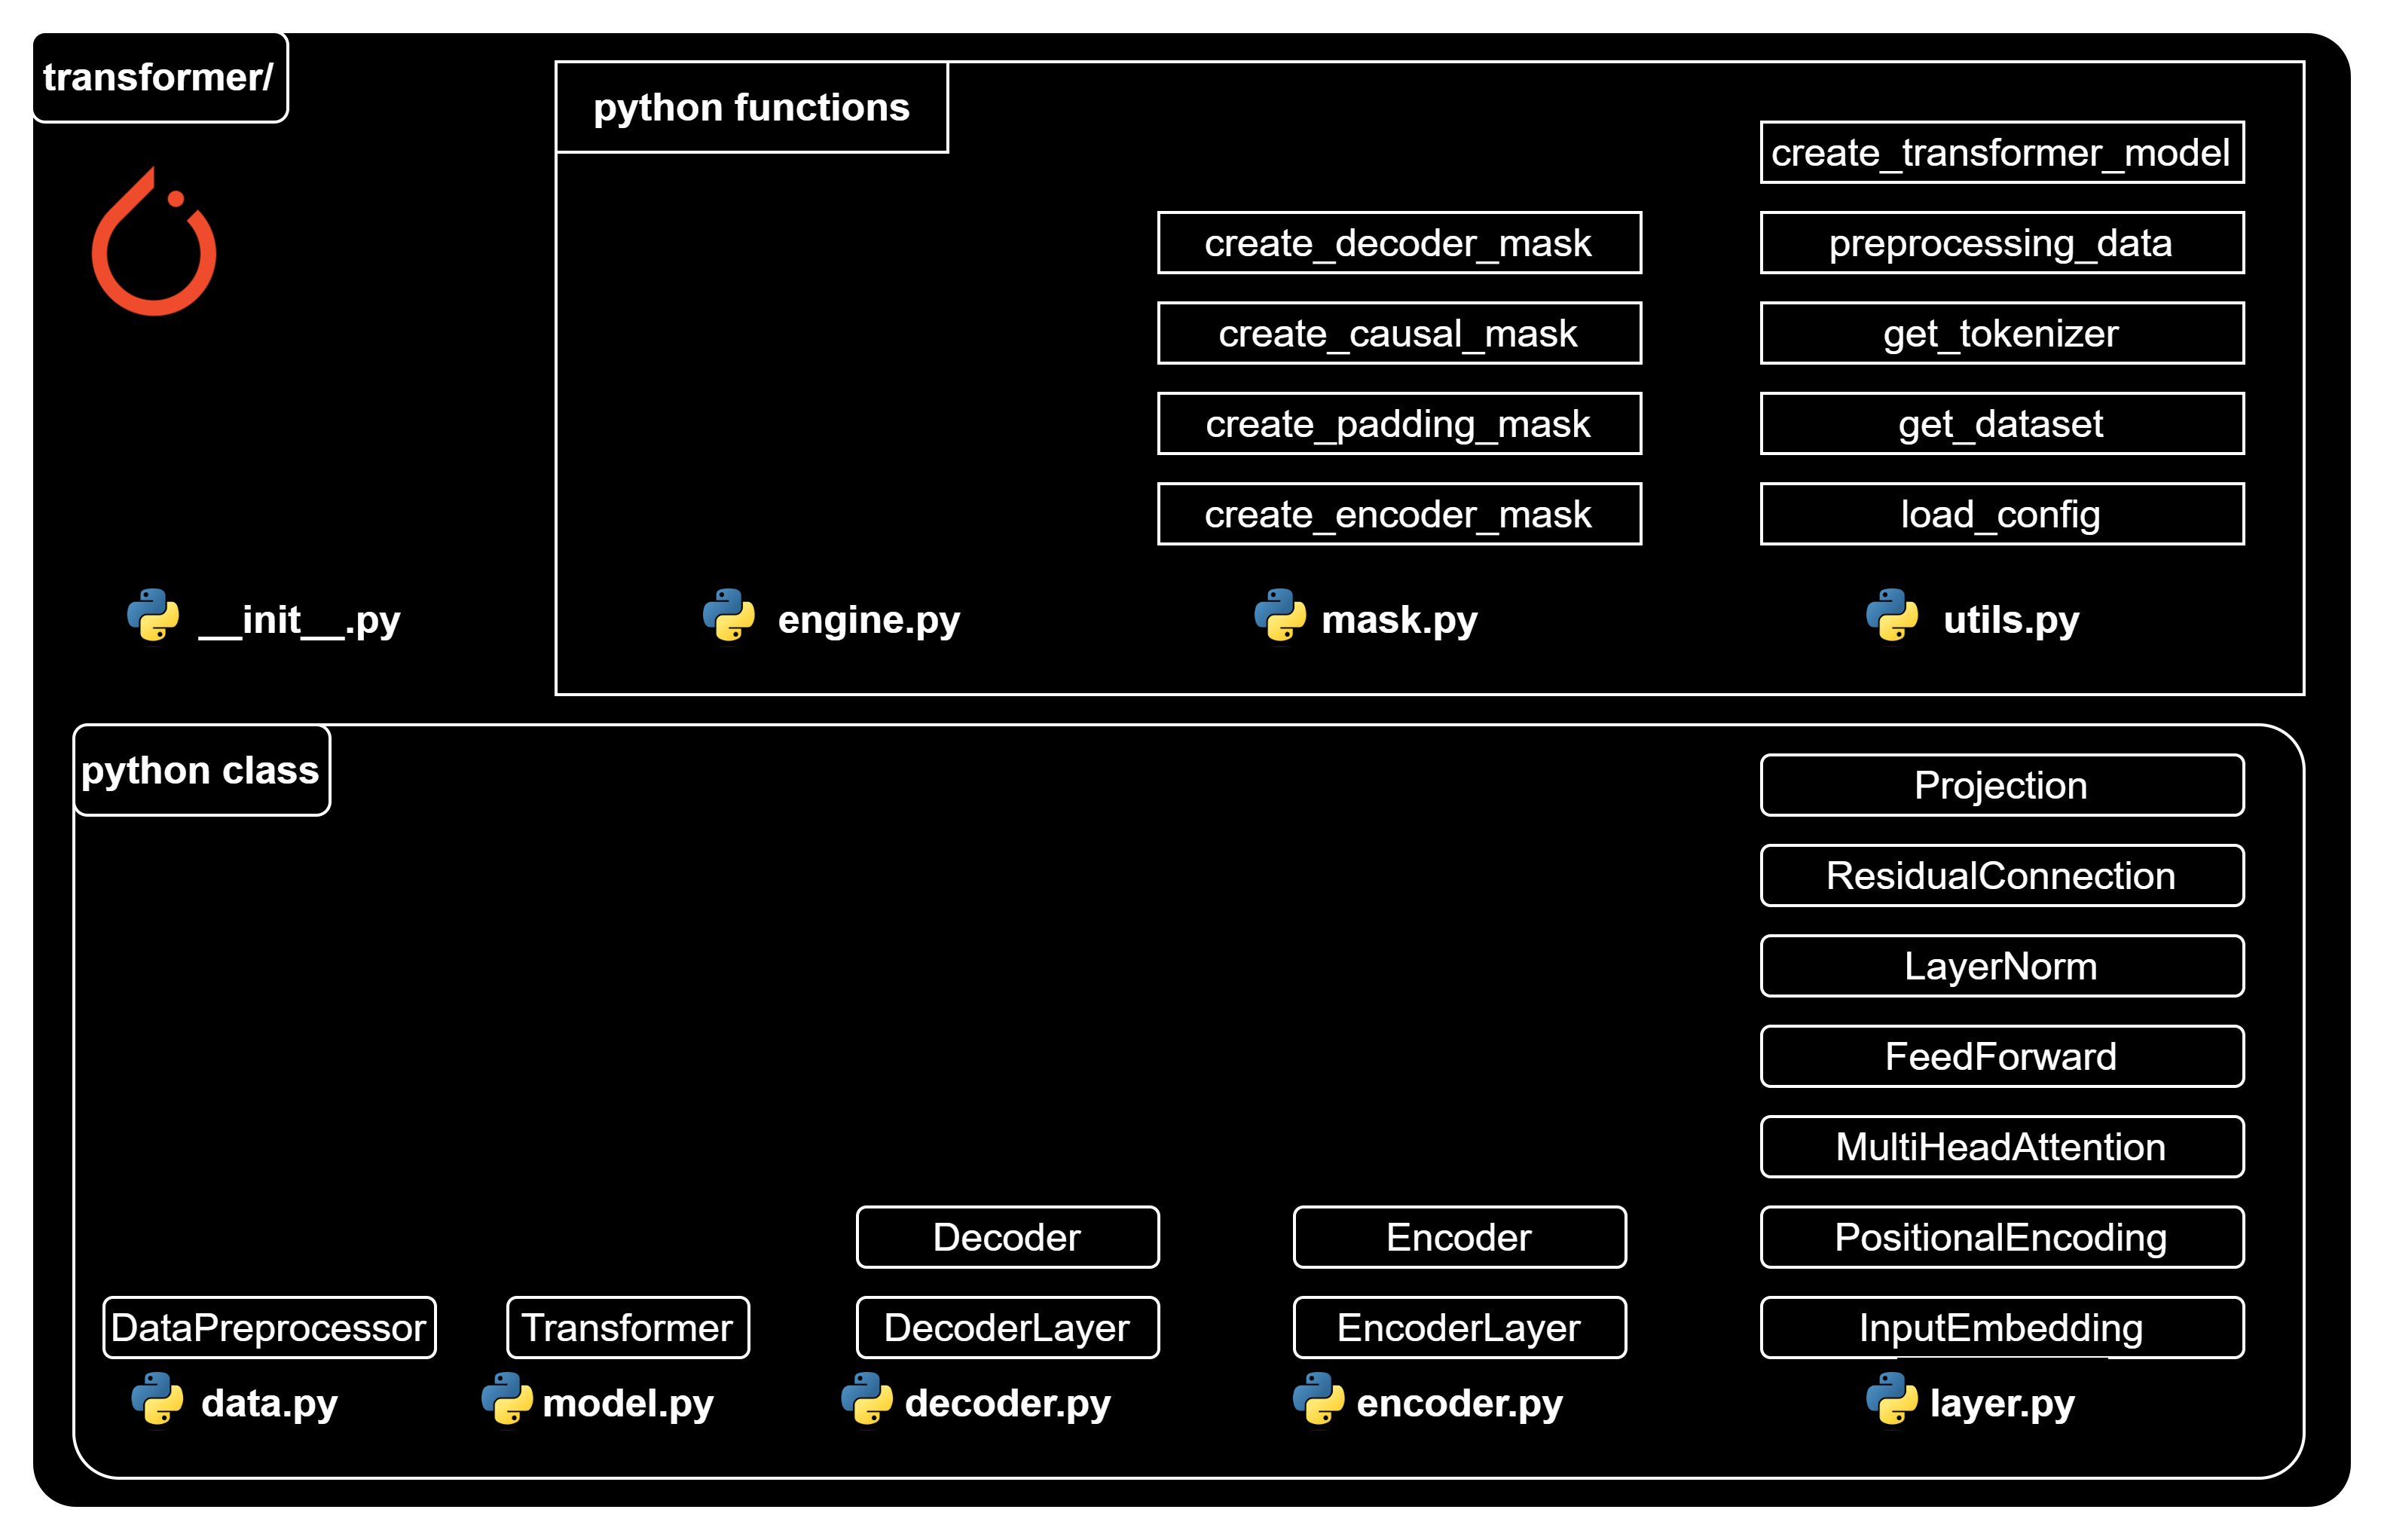 transformer/
python functions
create_transformer_model
create_decoder_mask
preprocessing_data
create_causal_mask
get_tokenizer
create_padding_mask
get_dataset
create_encoder_mask
load_config
__init__.py
engine.py
mask.py
utils.py
python class
Projection
ResidualConnection
LayerNorm
FeedForward
MultiHeadAttention
Decoder
Encoder
PositionalEncoding
DataPreprocessor
Transformer
DecoderLayer
EncoderLayer
InputEmbedding
data.py
model.py
decoder.py
encoder.py
layer.py